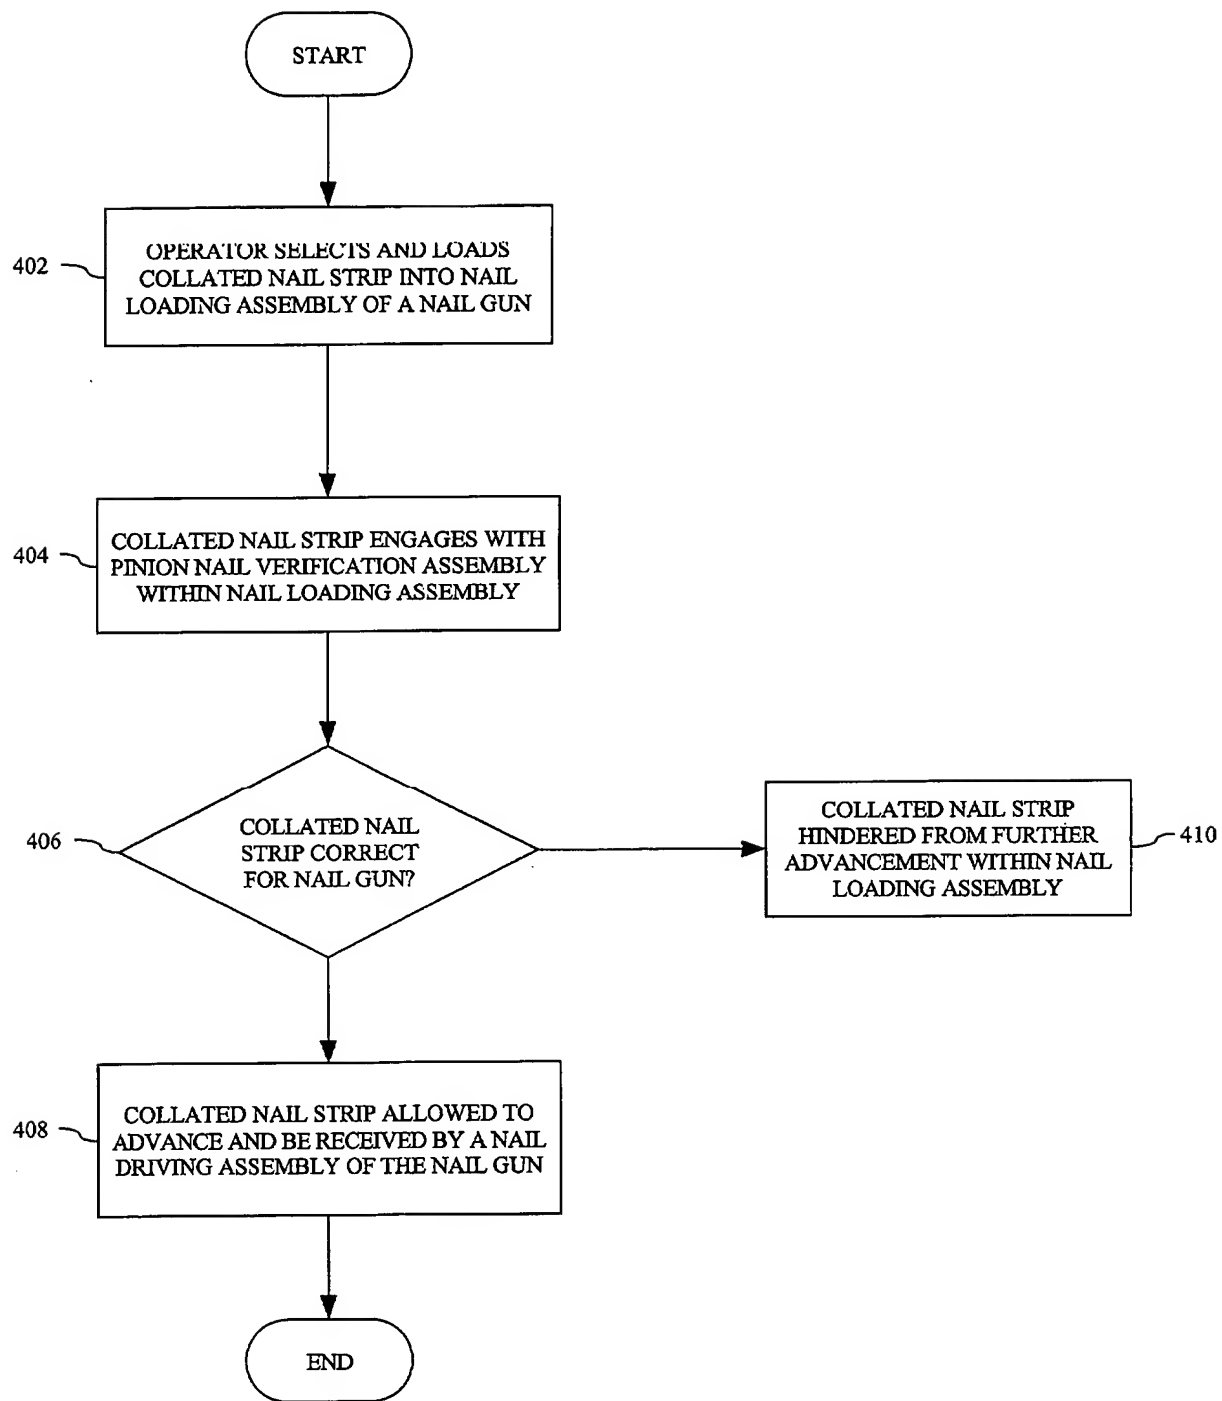 START
402
OPERATOR SELECTS AND LOADS
COLLATED NAIL STRIP INTO NAIL
LOADING ASSEMBLY OF A NAIL GUN
404
COLLATED NAIL STRIP ENGAGES WITH
PINION NAIL VERIFICATION ASSEMBLY
WITHIN NAIL LOADING ASSEMBLY
406
COLLATED NAIL
STRIP CORRECT
FOR NAIL GUN?
COLLATED NAIL STRIP
HINDERED FROM FURTHER
ADVANCEMENT WITHIN NAIL
LOADING ASSEMBLY
410
408
COLLATED NAIL STRIP ALLOWED TO
ADVANCE AND BE RECEIVED BY A NAIL
DRIVING ASSEMBLY OF THE NAIL GUN
END